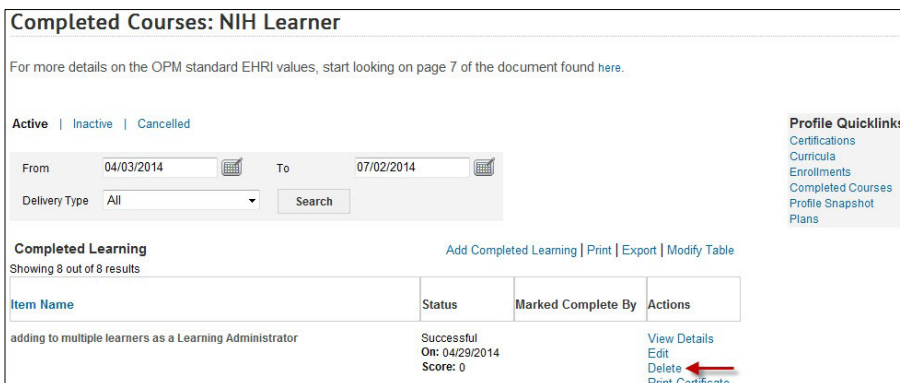 Completed Courses: NIH Learner
For more details on the OPM standard EHRI values, start looking on page 7 of the document found here.
Active | Inactive | Cancelled
From 04/03/2014 To 07/02/2014
Delivery Type All Search
Profile Quicklinks
Certifications
Curricula
Enrollments
Completed Courses
Profile Snapshot
Plans
Completed Learning Add Completed Learning | Print | Export | Modify Table
Showing 8 out of 8 results
Item Name Status Marked Complete By Actions
adding to multiple learners as a Learning Administrator Successful View Details
On: 04/29/2014 Edit
Score: 0 Delete
Print Certificate